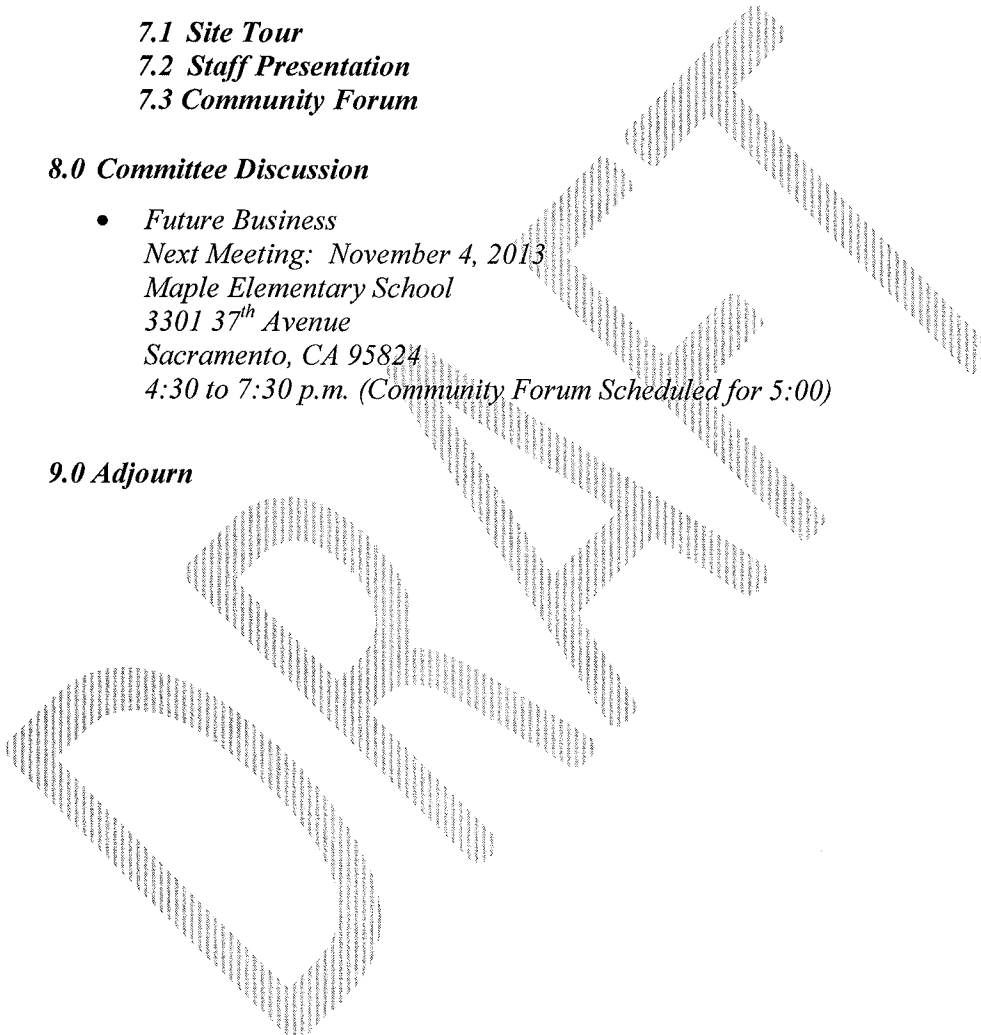 7.1 Site Tour
7.2 Staff Presentation
7.3 Community Forum
8.0 Committee Discussion
• Future Business
Next Meeting: November 4, 2013
Maple Elementary School
3301 37th Avenue
Sacramento, CA 95824
4:30 to 7:30 p.m. (Community Forum Scheduled for 5:00)
9.0 Adjourn
DRAFT